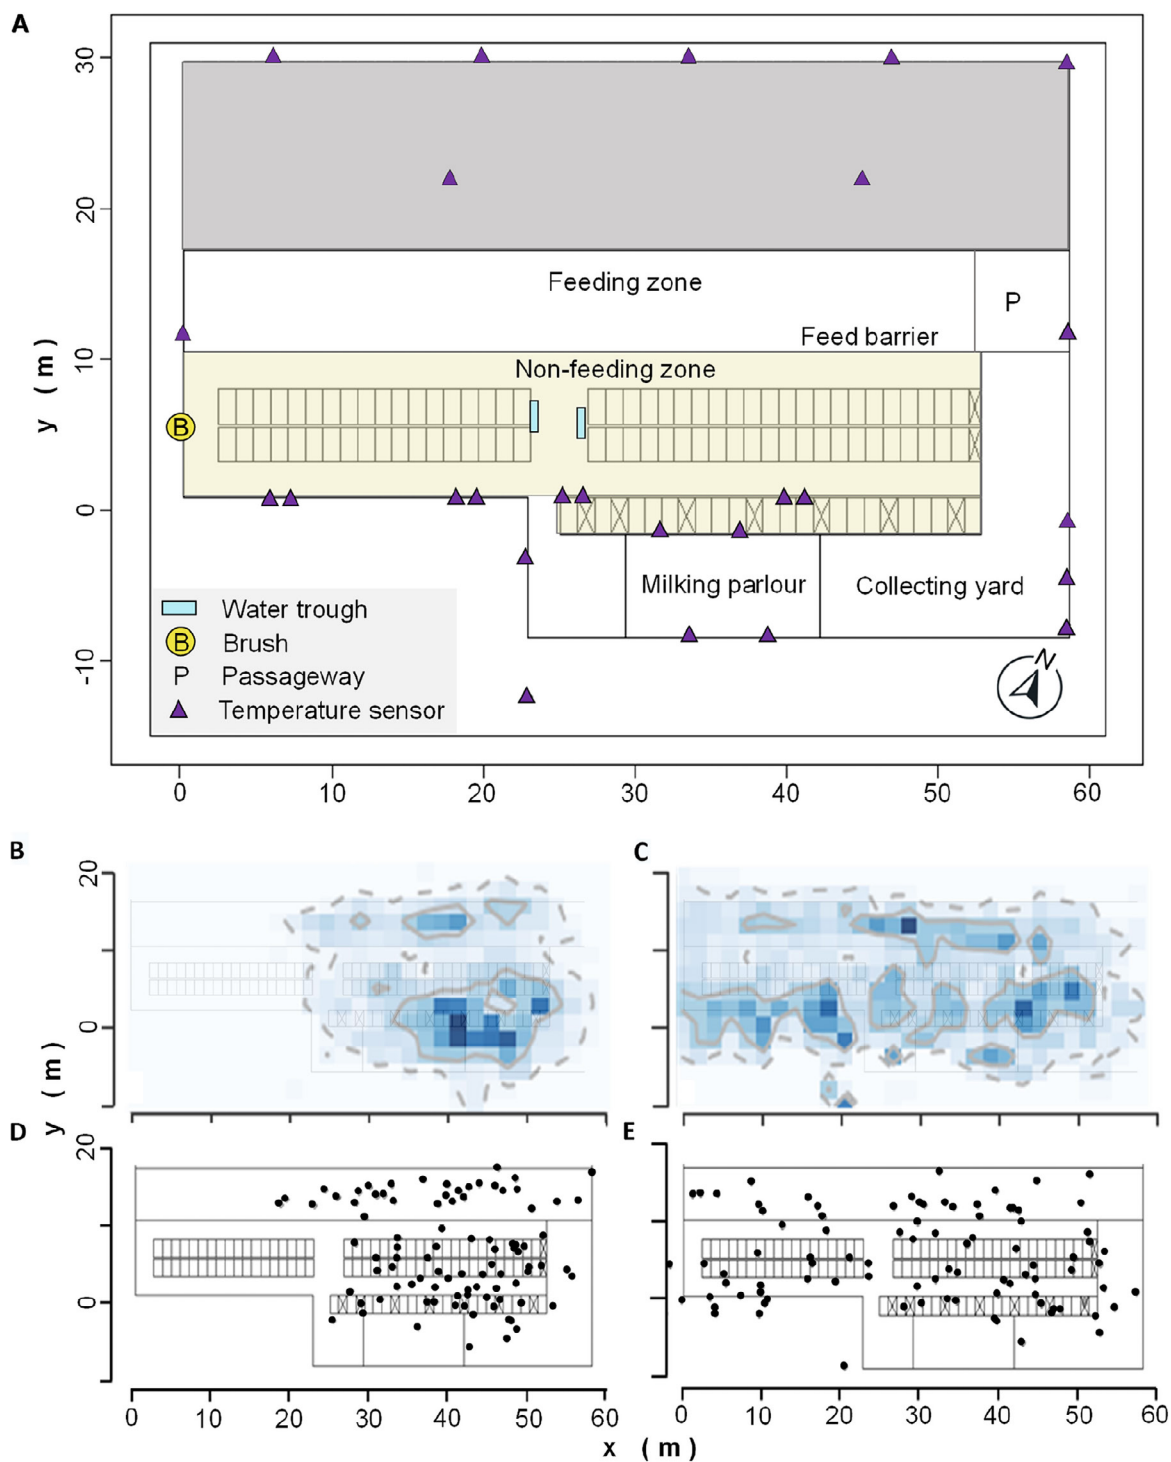 A
30
20
10
0
-10
y (m)
Feeding zone
P
Feed barrier
Non-feeding zone
B
Milking parlour
Collecting yard
Water trough
B Brush
P Passageway
Temperature sensor
N
0 10 20 30 40 50 60
B
C
20
0
y (m)
D
E
20
0
0 10 20 30 40 50 60
0 10 20 30 40 50 60
x (m)